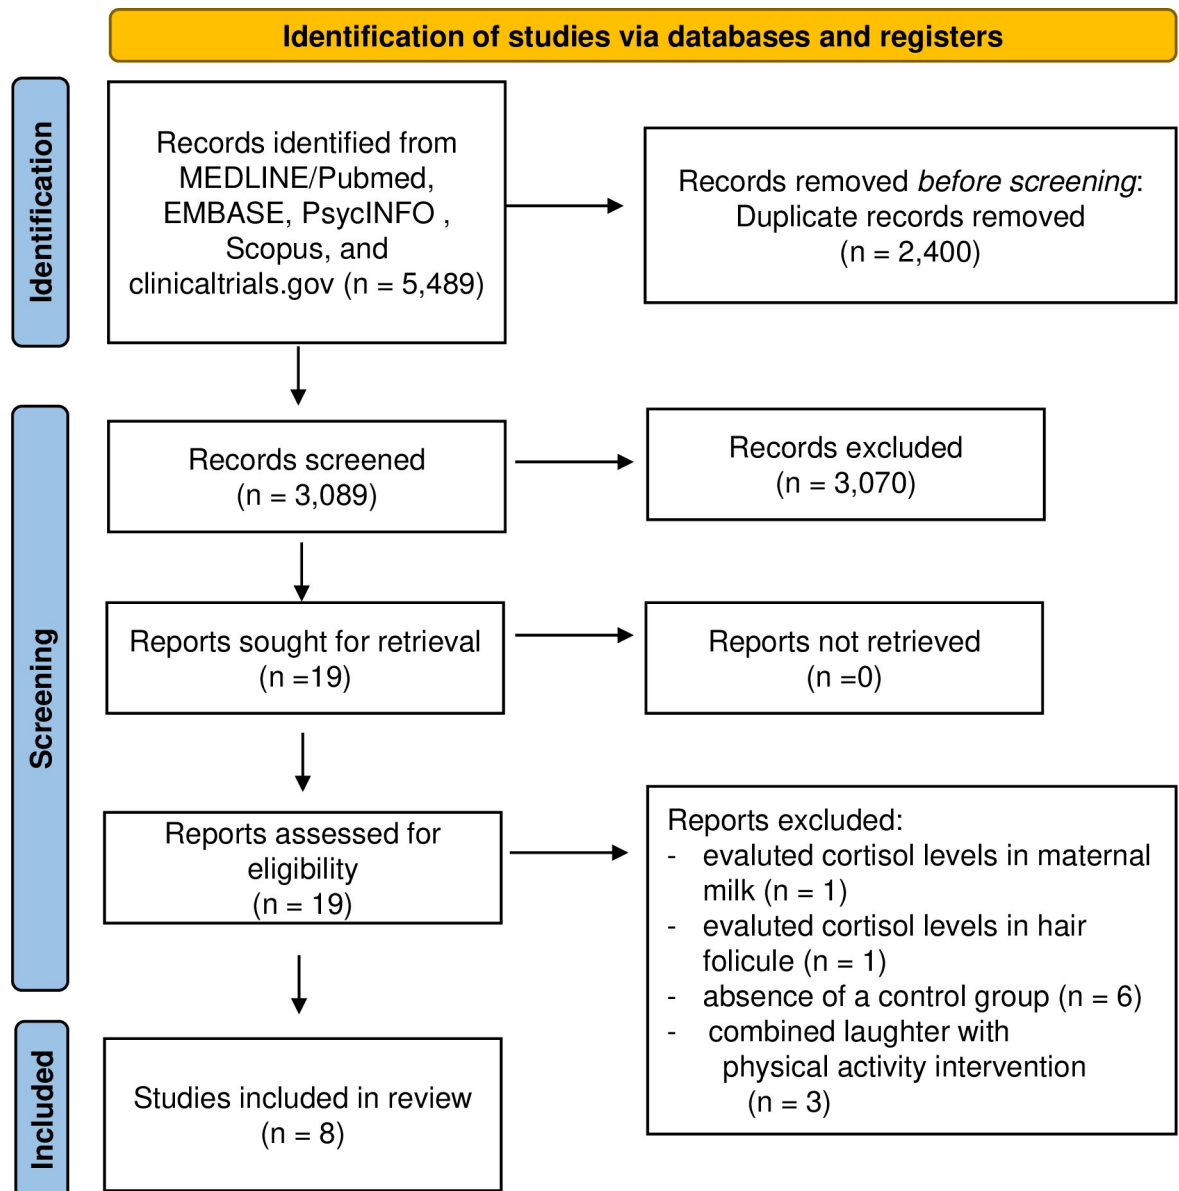 Identification of studies via databases and registers
Identification
Records identified from
MEDLINE/Pubmed,
EMBASE, PsycINFO ,
Scopus, and
clinicaltrials.gov (n = 5,489)
Records removed before screening:
Duplicate records removed
(n = 2,400)
Screening
Records screened
(n = 3,089)
Records excluded
(n = 3,070)
Reports sought for retrieval
(n =19)
Reports not retrieved
(n =0)
Reports assessed for
eligibility
(n = 19)
Reports excluded:
- evaluted cortisol levels in maternal
milk (n = 1)
- evaluted cortisol levels in hair
folicule (n = 1)
- absence of a control group (n = 6)
- combined laughter with
physical activity intervention
(n = 3)
Included
Studies included in review
(n = 8)